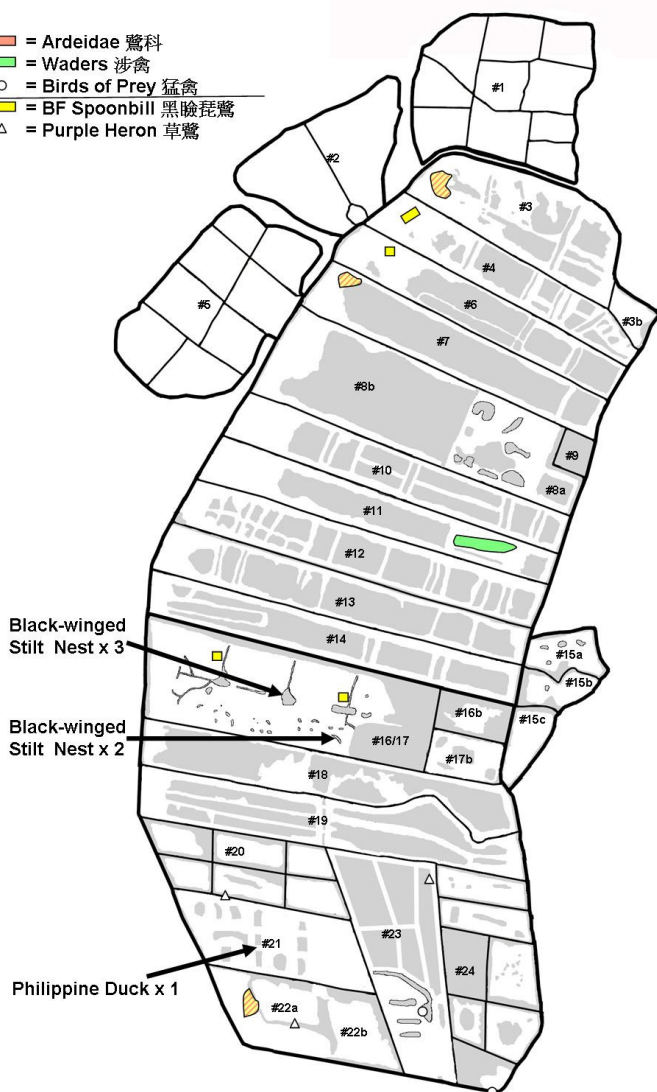 = Ardeidae 鷺科
= Waders 涉禽
= Birds of Prey 猛禽
= BF Spoonbill 黑臉琵鷺
= Purple Heron 草鷺
#1
#2
#3
#4
#3b
#5
#6
#7
#8b
#9
#10
#8a
#11
#12
#13
Black-winged
Stilt Nest x 3
#14
#15a
#15b
#16b
#15c
Black-winged
Stilt Nest x 2
#16/17
#17b
#18
#19
#20
#23
#21
#24
Philippine Duck x 1
#22a
#22b